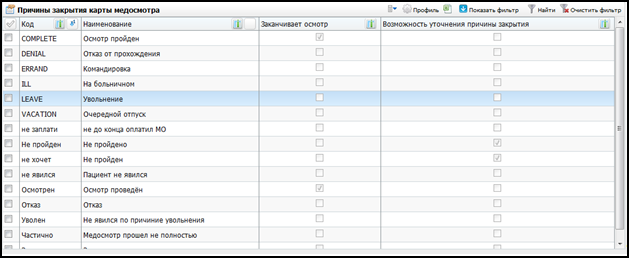 Причины закрытия карты медосмотра Профиль Показать фильтр Найти Очистить фильтр
Код Наименование Заканчивает осмотр Возможность уточнения причины закрытия
COMPLETE Осмотр пройден
DENIAL Отказ от прохождения
ERRAND Командировка
ILL На больничном
LEAVE Увольнение
VACATION Очередной отпуск
не заплати не до конца оплатил МО
Не пройден Не пройдено
не хочет Не пройден
не явился Пациент не явился
Осмотрен Осмотр проведён
Отказ Отказ
Уволен Не явился по причине увольнения
Частично Медосмотр прошел не полностью